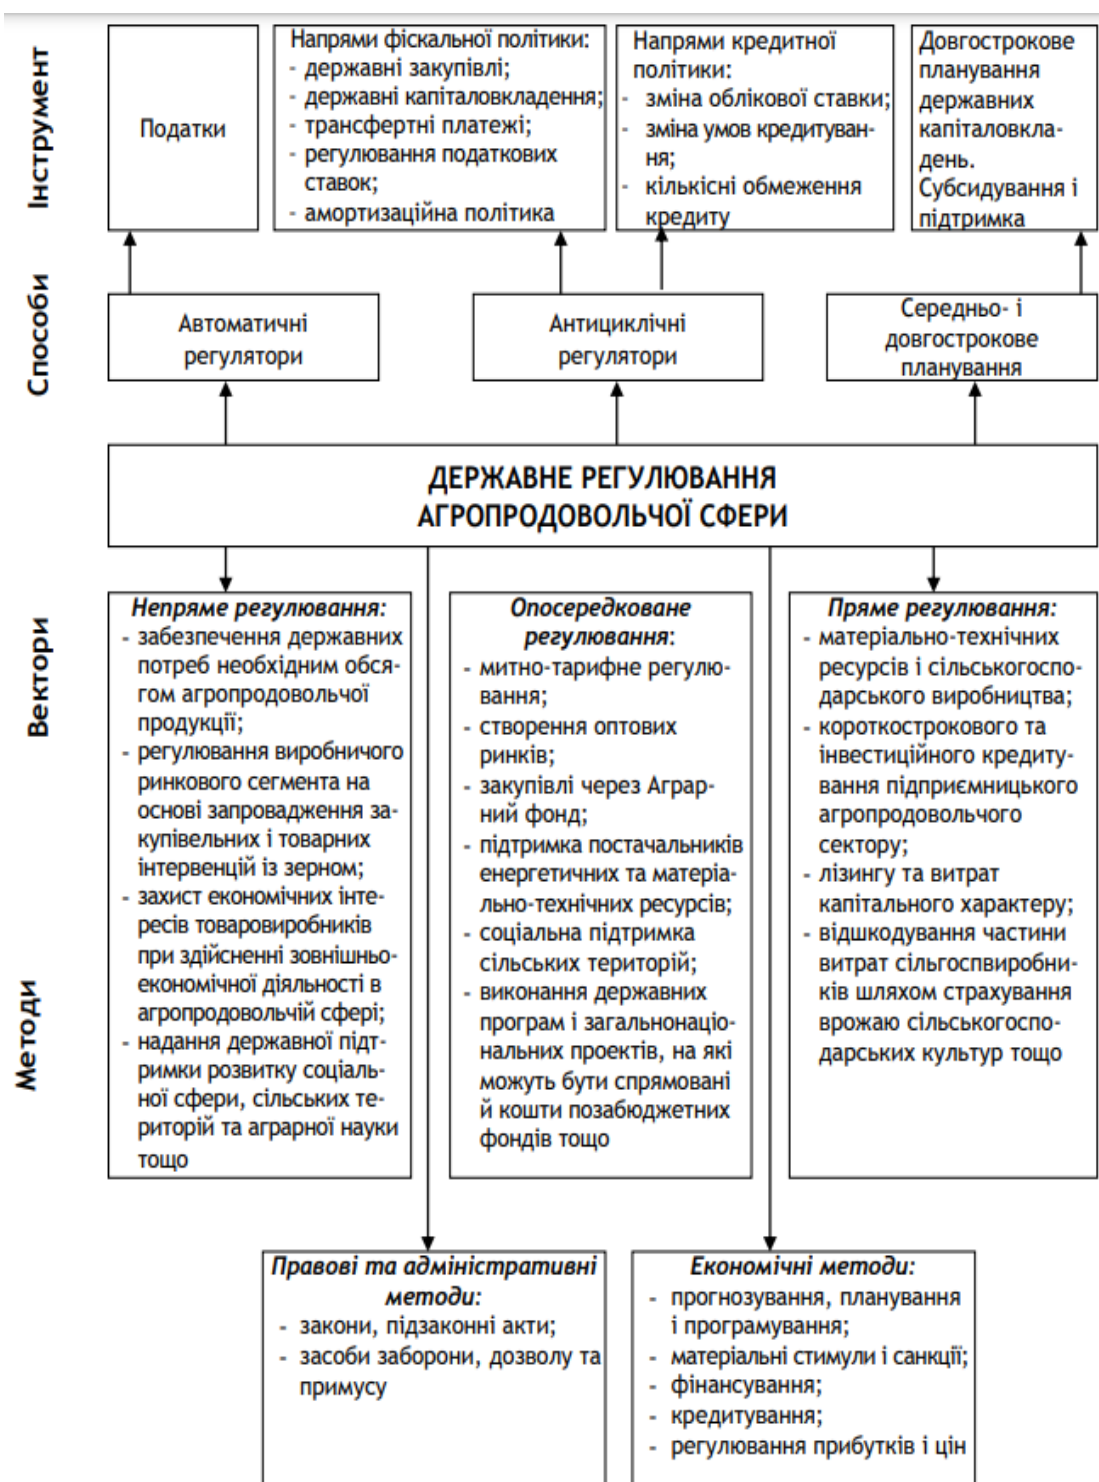 Інструмент
Податки
Напрями фіскальної політики:
- державні закупівлі;
- державні капіталовкладення;
- трансфертні платежі;
- регулювання податкових
ставок;
- амортизаційна політика
Напрями кредитної
політики:
- зміна облікової ставки;
- зміна умов кредитуван-
ня;
- кількісні обмеження
кредиту
Довгострокове
планування
державних
капіталовкла-
день.
Субсидування і
підтримка
Способи
Автоматичні
регулятори
Антициклічні
регулятори
Середньо- і
довгострокове
планування
ДЕРЖАВНЕ РЕГУЛЮВАННЯ
АГРОПРОДОВОЛЬЧОЇ СФЕРИ
Вектори
Непряме регулювання:
- забезпечення державних
потреб необхідним обся-
гом агропродовольчої
продукції;
- регулювання виробничого
ринкового сегмента на
основі запровадження за-
купівельних і товарних
інтервенцій із зерном;
- захист економічних інте-
ресів товаровиробників
при здійсненні зовнішньо-
економічної діяльності в
агропродовольчій сфері;
- надання державної підт-
римки розвитку соціаль-
ної сфери, сільських те-
риторій та аграрної науки
тощо
Опосередковане
регулювання:
- митно-тарифне регулю-
вання;
- створення оптових
ринків;
- закупівлі через Аграр-
ний фонд;
- підтримка постачальників
енергетичних та матеріа-
льно-технічних ресурсів;
- соціальна підтримка
сільських територій;
- виконання державних
програм і загальнонаціо-
нальних проектів, на які
можуть бути спрямовані
й кошти позабюджетних
фондів тощо
Пряме регулювання:
- матеріально-технічних
ресурсів і сільськогоспо-
дарського виробництва;
- короткострокового та
інвестиційного кредиту-
вання підприємницького
агропродовольчого
сектору;
- лізингу та витрат
капітального характеру;
- відшкодування частини
витрат сільгоспвиробни-
ків шляхом страхування
врожаю сільськогоспо-
дарських культур тощо
Методи
Правові та адміністративні
методи:
- закони, підзаконні акти;
- засоби заборони, дозволу та
примусу
Економічні методи:
- прогнозування, планування
і програмування;
- матеріальні стимули і санкції;
- фінансування;
- кредитування;
- регулювання прибутків і цін